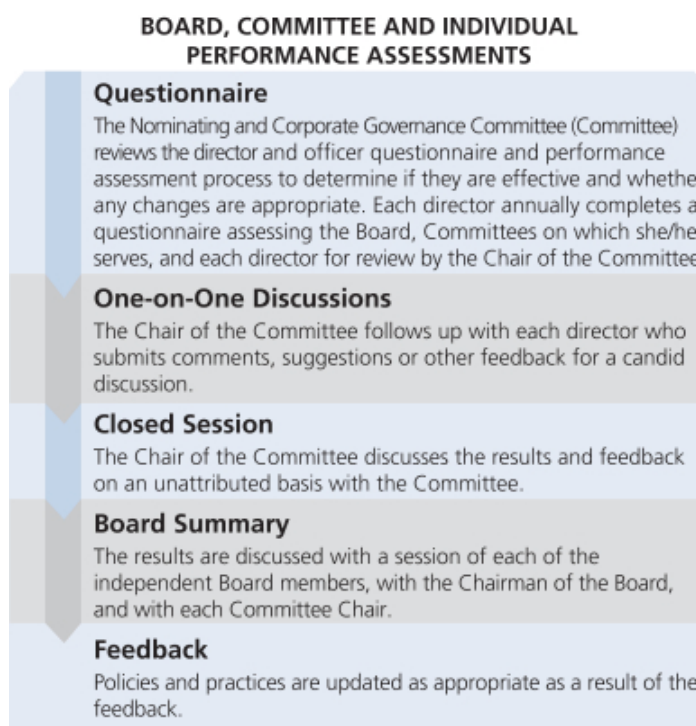 BOARD, COMMITTEE AND INDIVIDUAL
PERFORMANCE ASSESSMENTS
Questionnaire
The Nominating and Corporate Governance Committee (Committee)
reviews the director and officer questionnaire and performance
assessment process to determine if they are effective and whethe
any changes are appropriate. Each director annually completes a
questionnaire assessing the Board, Committees on which she/he
serves, and each director for review by the Chair of the Committee
One-on-One Discussions
The Chair of the Committee follows up with each director who
submits comments, suggestions or other feedback for a candid
discussion.
Closed Session
The Chair of the Committee discusses the results and feedback
on an unattributed basis with the Committee.
Board Summary
The results are discussed with a session of each of the
independent Board members, with the Chairman of the Board,
and with each Committee Chair.
Feedback
Policies and practices are updated as appropriate as a result of the
feedback.